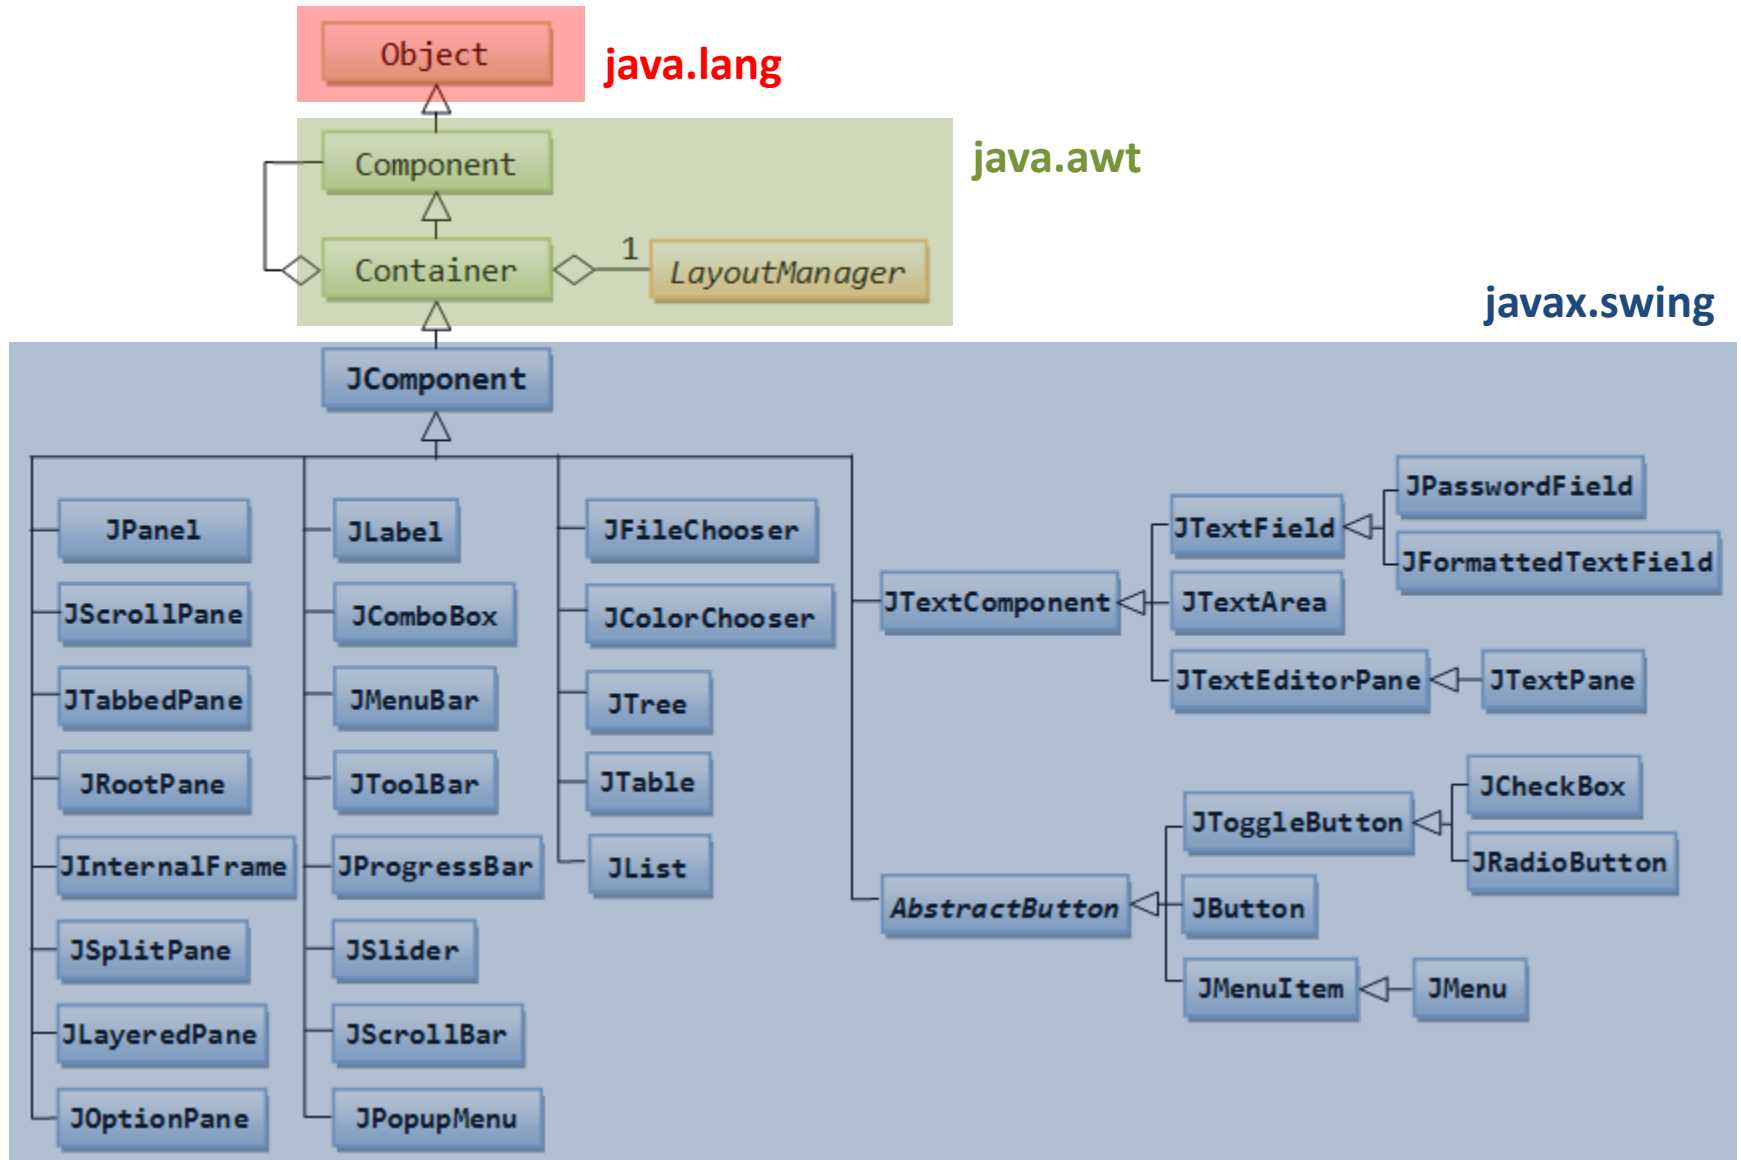 Object
java.lang
Component
java.awt
Container
1
LayoutManager
javax.swing
JComponent
JPanel
JScrollPane
JTabbedPane
JRootPane
JInternalFrame
JSplitPane
JLayeredPane
JOptionPane
JLabel
JComboBox
JMenuBar
JToolBar
JProgressBar
JSlider
JScrollBar
JPopupMenu
JFileChooser
JColorChooser
JTree
JTable
JList
JTextComponent
JTextField
JPasswordField
JFormattedTextField
JTextArea
JTextEditorPane
JTextPane
AbstractButton
JToggleButton
JCheckBox
JRadioButton
JButton
JMenuItem
JMenu